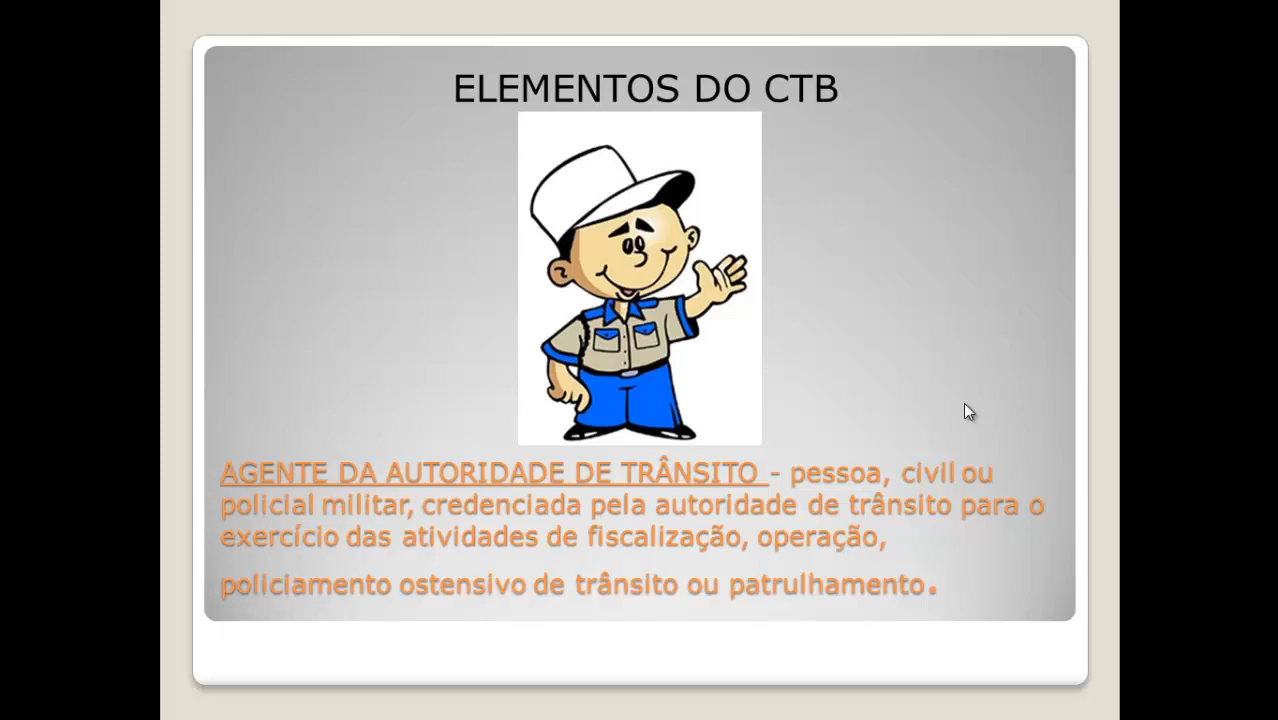 ELEMENTOS DO CTB
AGENTE DA AUTORIDADE DE TRÂNSITO - pessoa, civil ou
policial militar, credenciada pela autoridade de trânsito para o
exercício das atividades de fiscalização, operação,
policiamento ostensivo de trânsito ou patrulhamento.